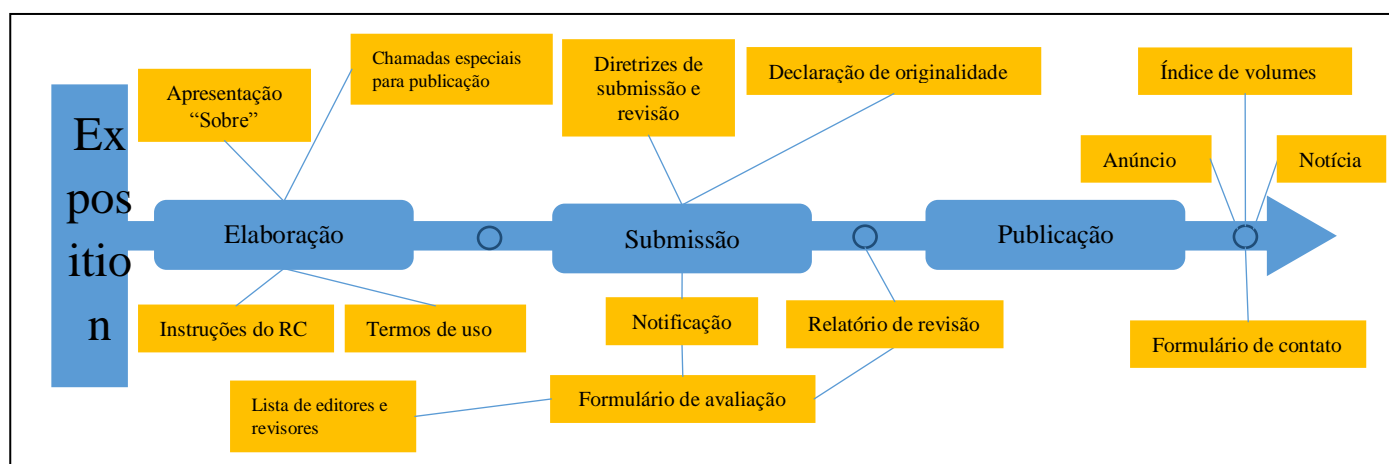 Ex
pos
itio
n
Apresentação
“Sobre”
Chamadas especiais
para publicação
Elaboração
Instruções do RC
Termos de uso
Diretrizes de
submissão e
revisão
Declaração de originalidade
Submissão
Notificação
Relatório de revisão
Lista de editores e
revisores
Formulário de avaliação
Publicação
Índice de volumes
Anúncio
Notícia
Formulário de contato